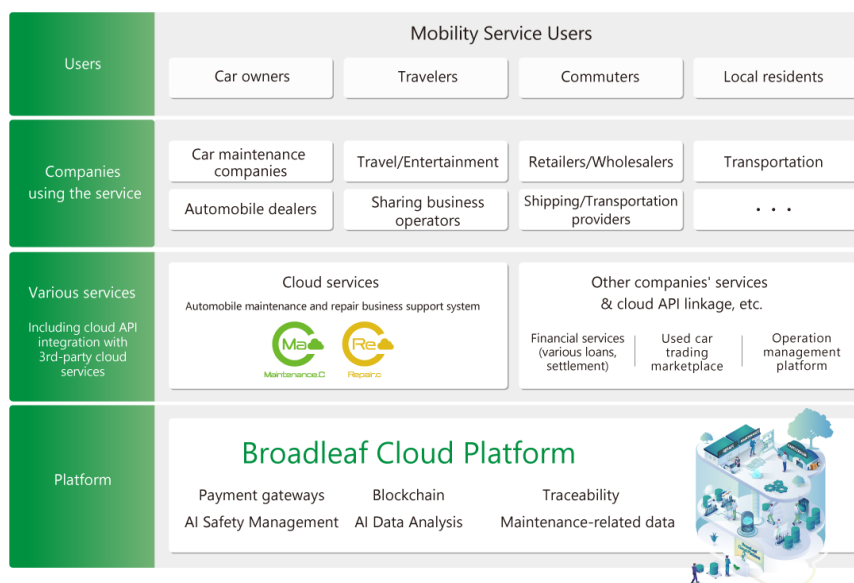 Users
Mobility Service Users
Car owners
Travelers
Commuters
Local residents
Companies
using the service
Car maintenance
companies
Travel/Entertainment
Retailers/Wholesalers
Transportation
Automobile dealers
Sharing business
operators
Shipping/Transportation
providers
. . .
Various services
Including cloud API
integration with
3rd-party cloud
services
Cloud services
Automobile maintenance and repair business support system
Ma
Maintenance.C
Re
Repair.c
Other companies' services
& cloud API linkage, etc.
Financial services
(various loans,
settlement)
Used car
trading
marketplace
Operation
management
platform
Platform
Broadleaf Cloud Platform
Payment gateways
Blockchain
Traceability
AI Safety Management
AI Data Analysis
Maintenance-related data